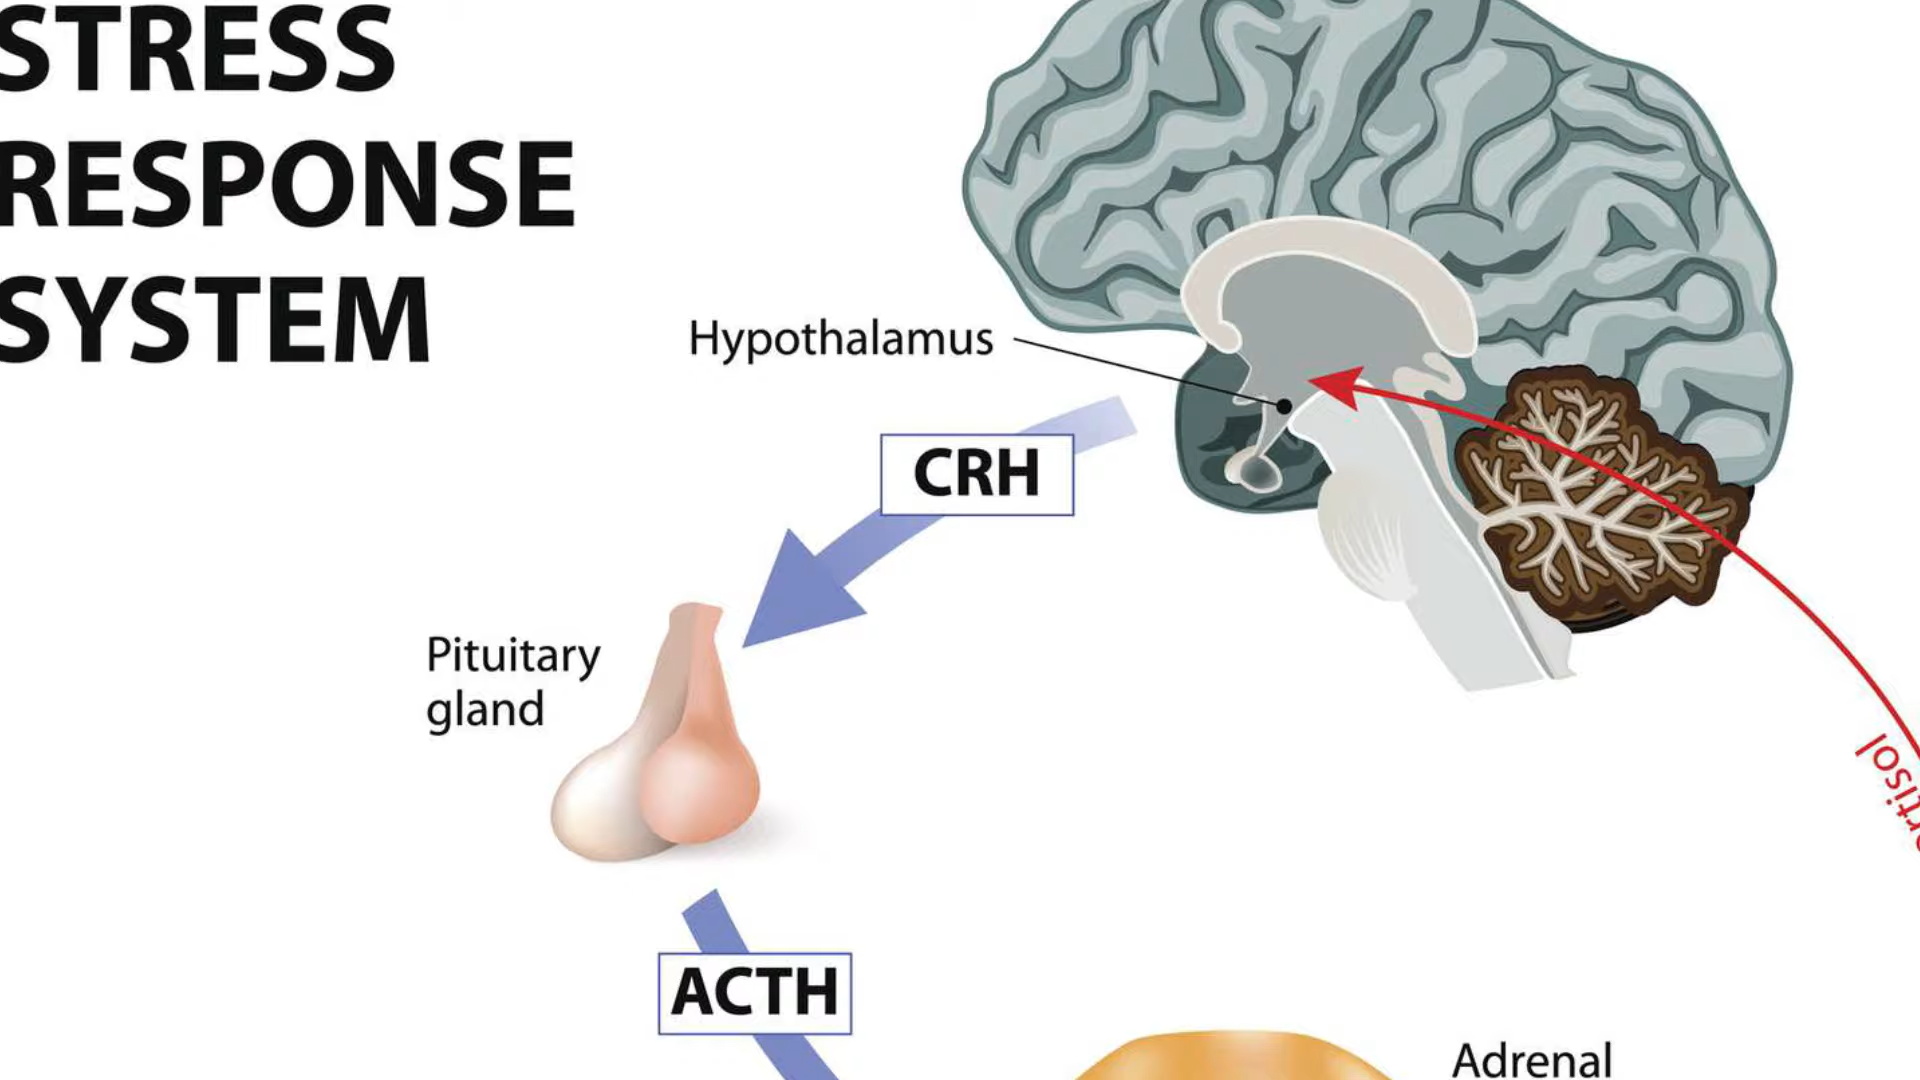 STRESS
RESPONSE
SYSTEM
Hypothalamus
CRH
Pituitary
gland
ACTH
Adrenal